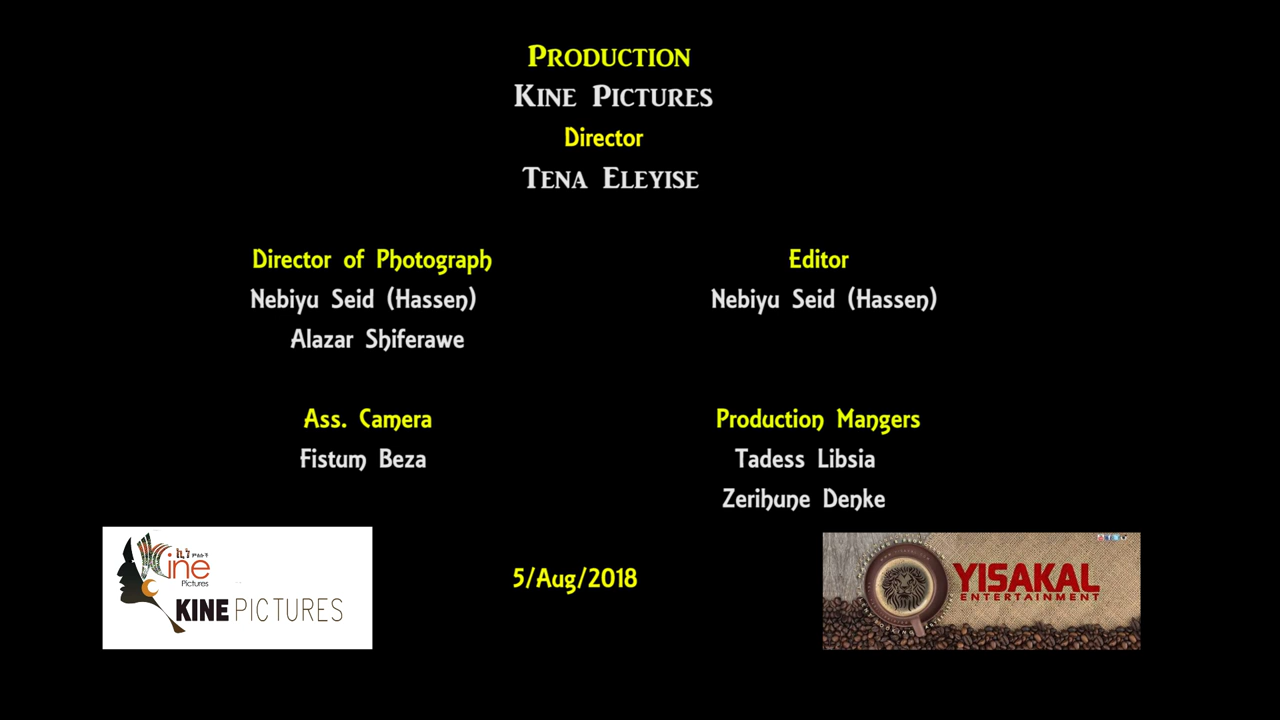 PRODUCTION
KINE PICTURES
Director
TENA ELEYISE
Director of Photograph
Nebiyu Seid (Hassen)
Alazar Shiferawe
Editor
Nebiyu Seid (Hassen)
Ass. Camera
Fistum Beza
Production Mangers
Tadess Libsia
Zerihune Denke
Kine
Pictures
KINE PICTURES
5/Aug/2018
YISAKAL
ENTERTAINMENT